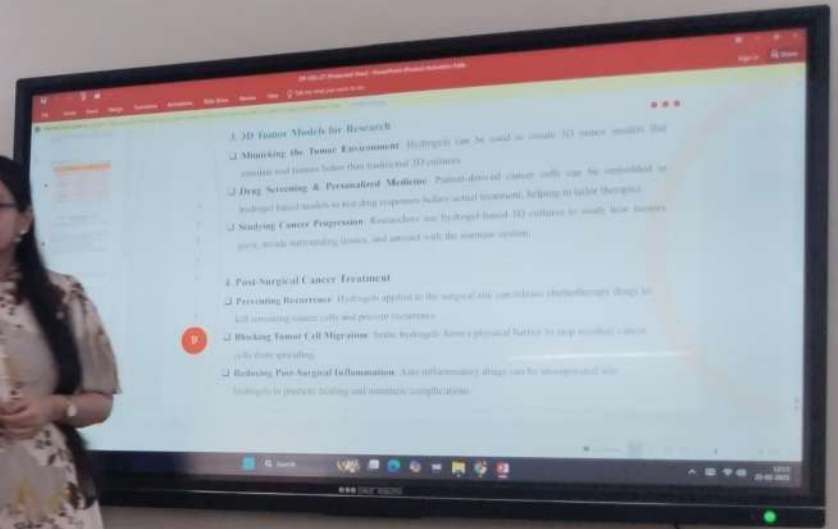 3. 3D Tumor Models for Research
❑ Mimicking the Tumor Environment: Hydrogels can be used to create 3D tumor models that
simulate real tumors better than traditional 2D cultures.
❑ Drug Screening & Personalized Medicine: Patient-derived cancer cells can be embedded in
hydrogel-based models to test drug responses before actual treatment, helping to tailor therapies.
❑ Studying Cancer Progression: Researchers use hydrogel-based 3D cultures to study how tumors
grow, invade surrounding tissues, and interact with the immune system.
4. Post-Surgical Cancer Treatment
❑ Preventing Recurrence: Hydrogels applied to the surgical site can release chemotherapy drugs to
kill remaining cancer cells and prevent recurrence.
9
❑ Blocking Tumor Cell Migration: Some hydrogels form a physical barrier to stop residual cancer
cells from spreading.
❑ Reducing Post-Surgical Inflammation: Anti-inflammatory drugs can be incorporated into
hydrogels to promote healing and minimize complications.
Search